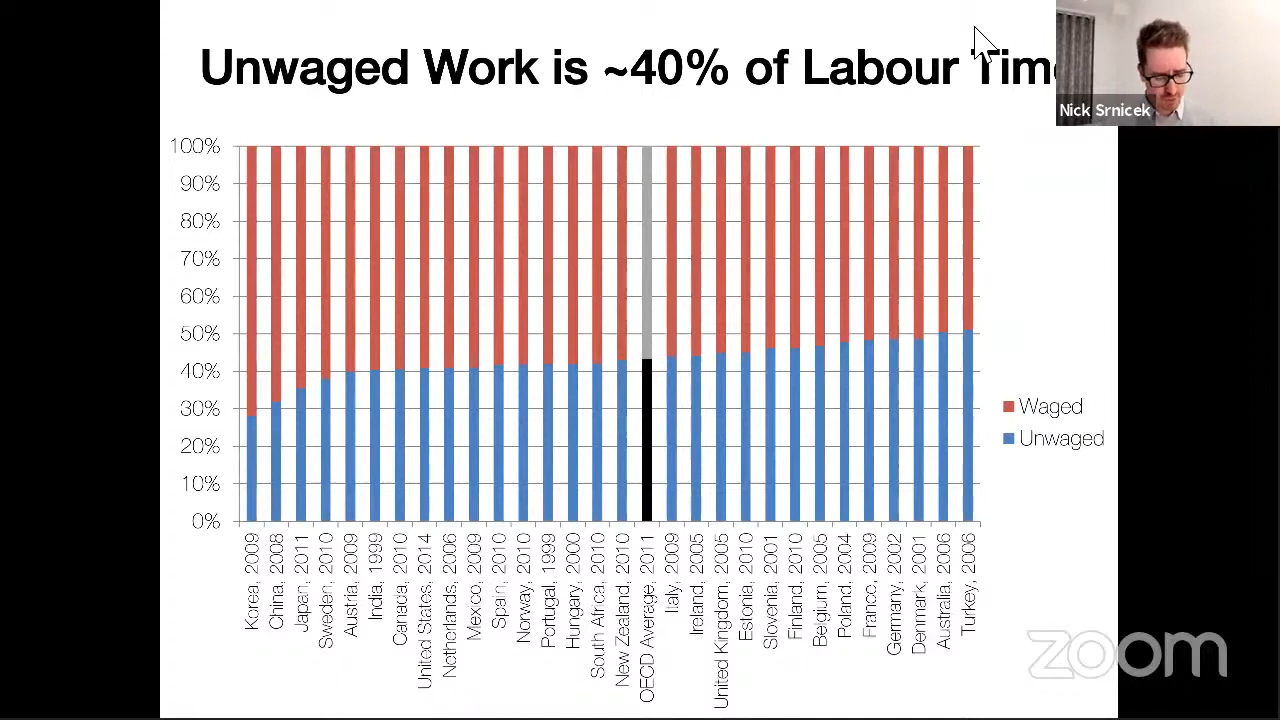 Unwaged Work is ~40% of Labour Time
Nick Srnicek
100%
90%
80%
70%
60%
50%
40%
30%
20%
10%
0%
Waged
Unwaged
Korea, 2009
China, 2008
Japan, 2011
Sweden, 2010
Austria, 2009
India, 1999
Canada, 2010
United States, 2014
Netherlands, 2006
Mexico, 2009
Spain, 2010
Norway, 2010
Portugal, 1999
Hungary, 2000
South Africa, 2010
New Zealand, 2010
OECD Average, 2011
Italy, 2009
Ireland, 2005
United Kingdom, 2005
Estonia, 2010
Slovenia, 2001
Finland, 2010
Belgium, 2005
Poland, 2004
France, 2009
Germany, 2002
Denmark, 2001
Australia, 2006
Turkey, 2006
zoom